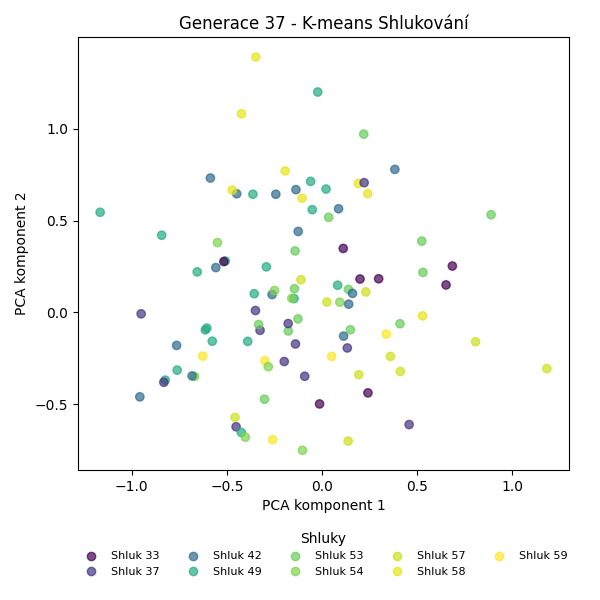 Generace 37 - K-means Shlukování
PCA komponent 2
1.0
0.5
0.0
−0.5
−1.0 −0.5 0.0 0.5 1.0
PCA komponent 1
Shluky
Shluk 33 Shluk 42 Shluk 53 Shluk 57 Shluk 59
Shluk 37 Shluk 49 Shluk 54 Shluk 58